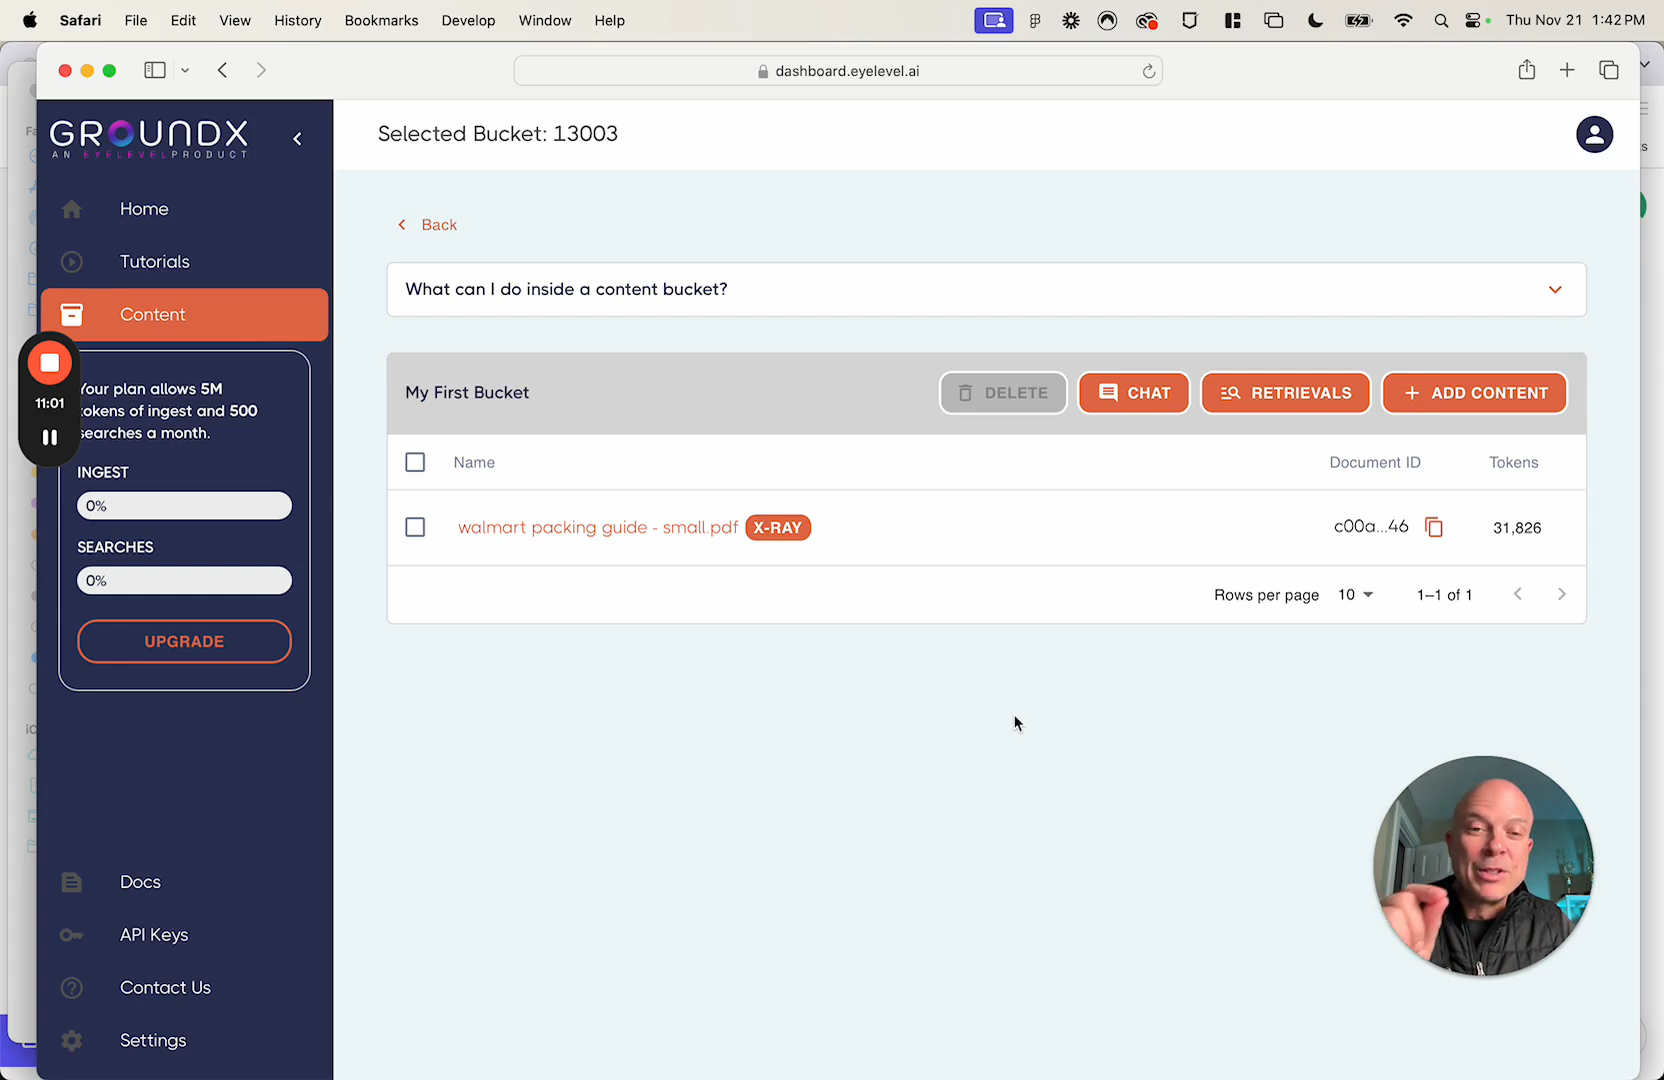 Safari File Edit View History Bookmarks Develop Window Help Thu Nov 21 1:42 PM
dashboard.eyelevel.ai
GROUNDX
AN EYELEVEL PRODUCT
Selected Bucket: 13003
Home
Tutorials
Content
11:01
Your plan allows 5M
tokens of ingest and 500
searches a month.
INGEST
0%
SEARCHES
0%
UPGRADE
Docs
API Keys
Contact Us
Settings
Back
What can I do inside a content bucket?
My First Bucket DELETE CHAT RETRIEVALS ADD CONTENT
Name Document ID Tokens
walmart packing guide - small.pdf X-RAY c00a...46 31,826
Rows per page 10 1–1 of 1